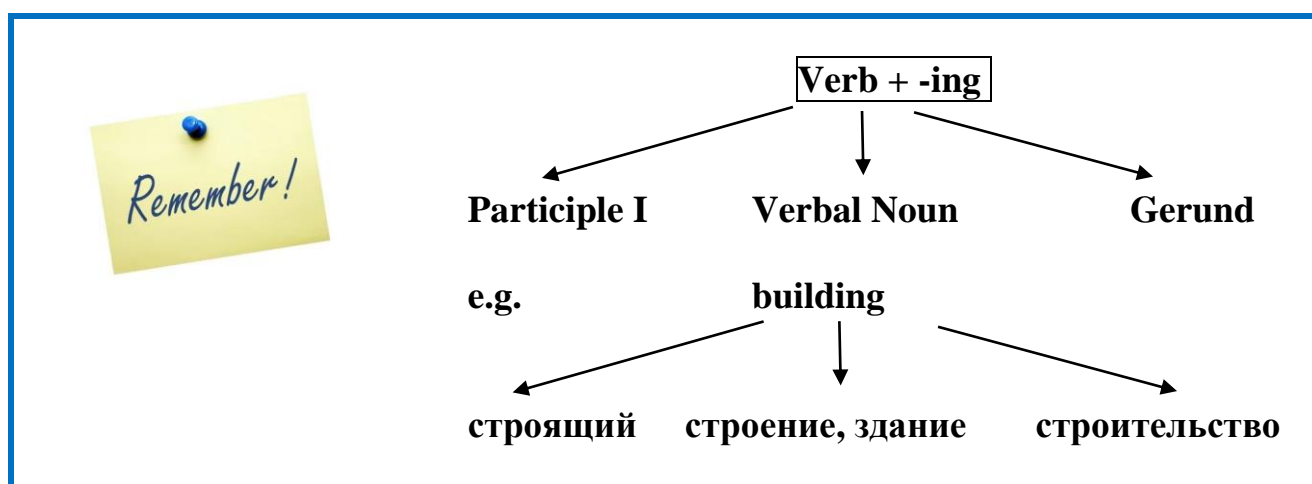 Verb + -ing
Remember!
Participle I Verbal Noun Gerund
e.g. building
строящий строение, здание строительство